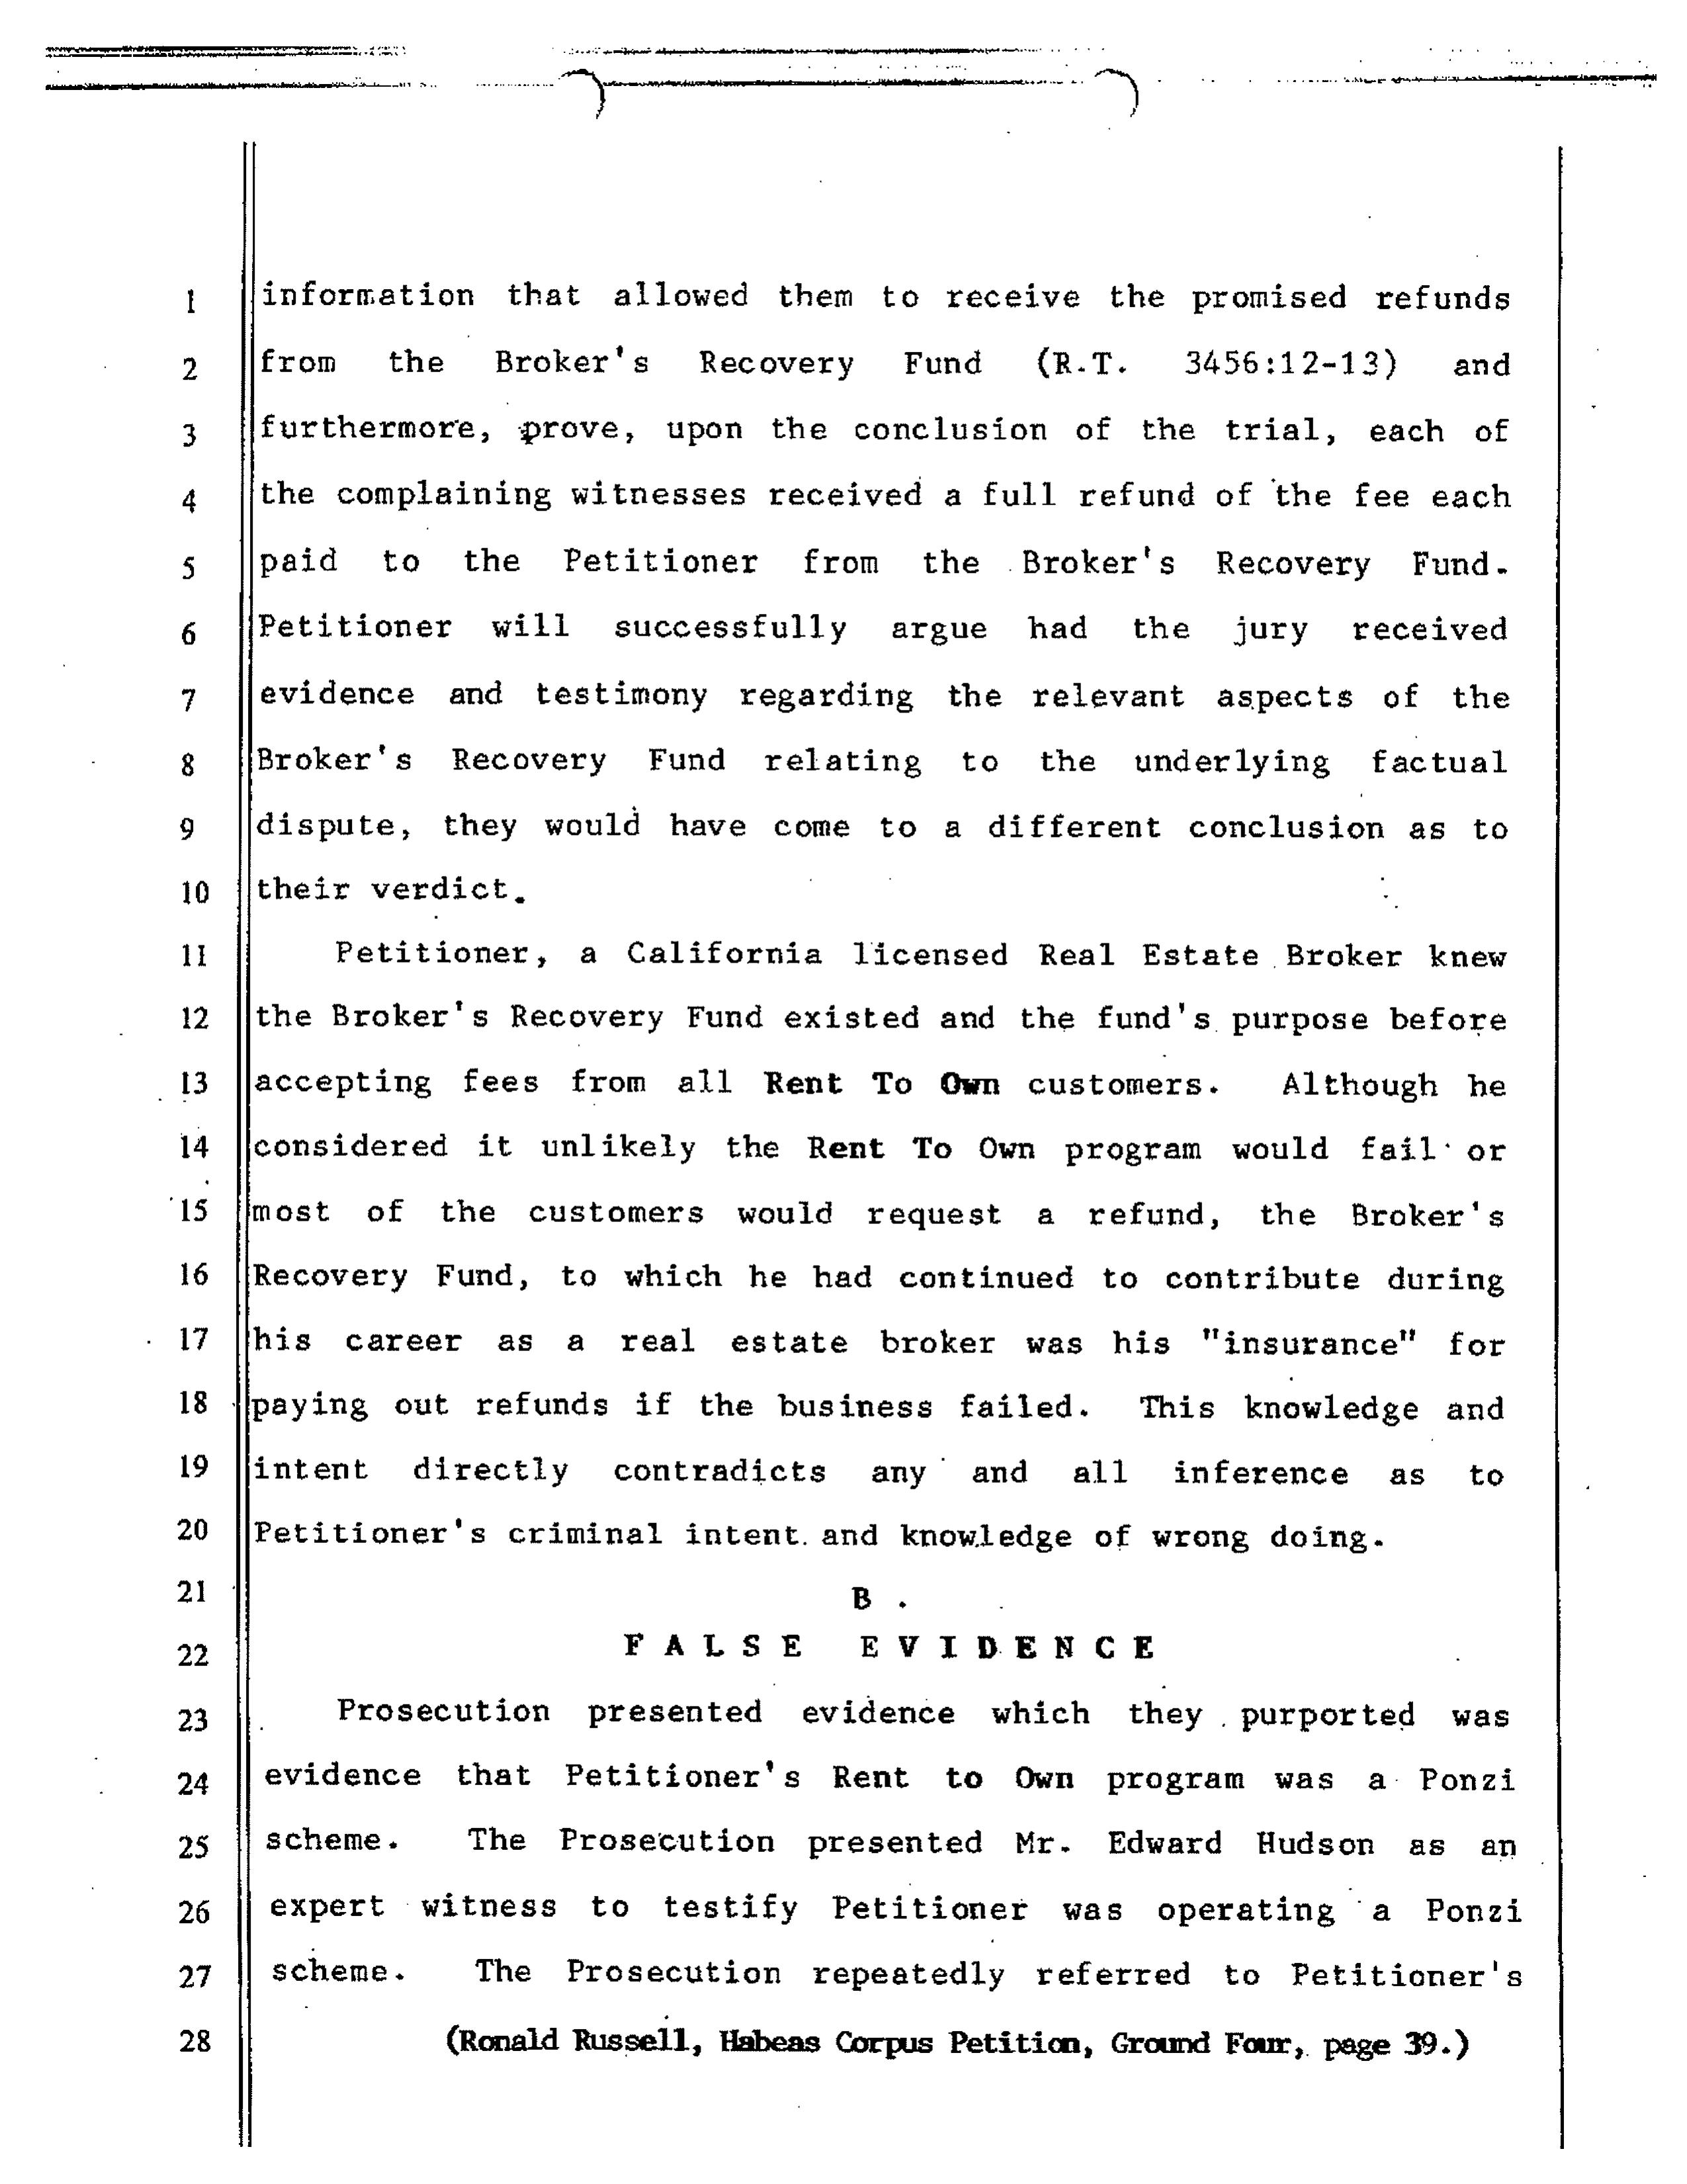 1 information that allowed them to receive the promised refunds
2 from the Broker's Recovery Fund (R.T. 3456:12-13) and
3 furthermore, prove, upon the conclusion of the trial, each of
4 the complaining witnesses received a full refund of the fee each
5 paid to the Petitioner from the Broker's Recovery Fund.
6 Petitioner will successfully argue had the jury received
7 evidence and testimony regarding the relevant aspects of the
8 Broker's Recovery Fund relating to the underlying factual
9 dispute, they would have come to a different conclusion as to
10 their verdict.
11 Petitioner, a California licensed Real Estate Broker knew
12 the Broker's Recovery Fund existed and the fund's purpose before
13 accepting fees from all Rent To Own customers. Although he
14 considered it unlikely the Rent To Own program would fail or
15 most of the customers would request a refund, the Broker's
16 Recovery Fund, to which he had continued to contribute during
17 his career as a real estate broker was his "insurance" for
18 paying out refunds if the business failed. This knowledge and
19 intent directly contradicts any and all inference as to
20 Petitioner's criminal intent and knowledge of wrong doing.
21 B .
22 F A L S E E V I D E N C E
23 Prosecution presented evidence which they purported was
24 evidence that Petitioner's Rent to Own program was a Ponzi
25 scheme. The Prosecution presented Mr. Edward Hudson as an
26 expert witness to testify Petitioner was operating a Ponzi
27 scheme. The Prosecution repeatedly referred to Petitioner's
28 (Ronald Russell, Habeas Corpus Petition, Ground Four, page 39.)